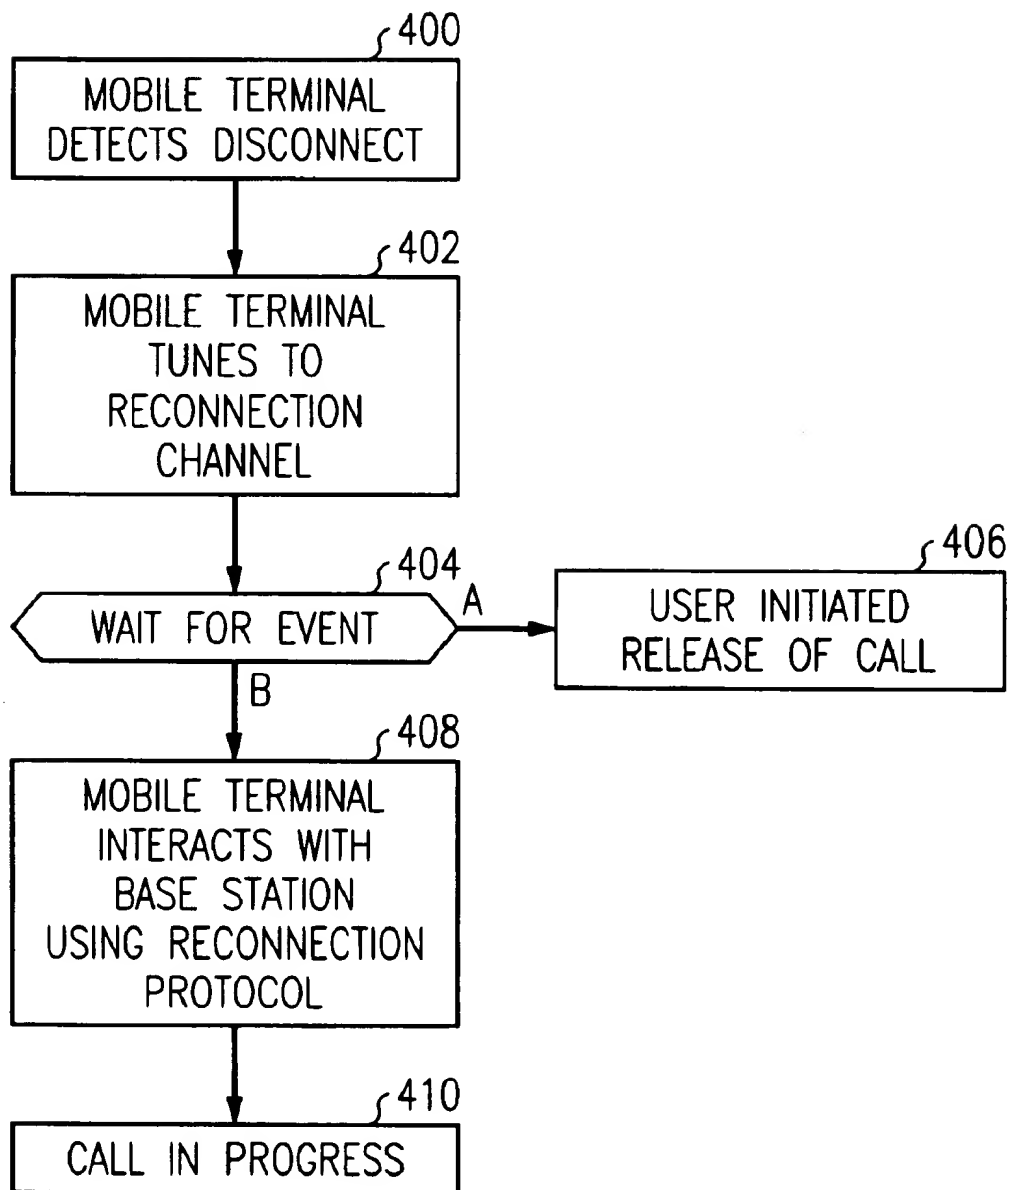 400
MOBILE TERMINAL
DETECTS DISCONNECT
402
MOBILE TERMINAL
TUNES TO
RECONNECTION
CHANNEL
404
WAIT FOR EVENT
A
406
USER INITIATED
RELEASE OF CALL
B
408
MOBILE TERMINAL
INTERACTS WITH
BASE STATION
USING RECONNECTION
PROTOCOL
410
CALL IN PROGRESS